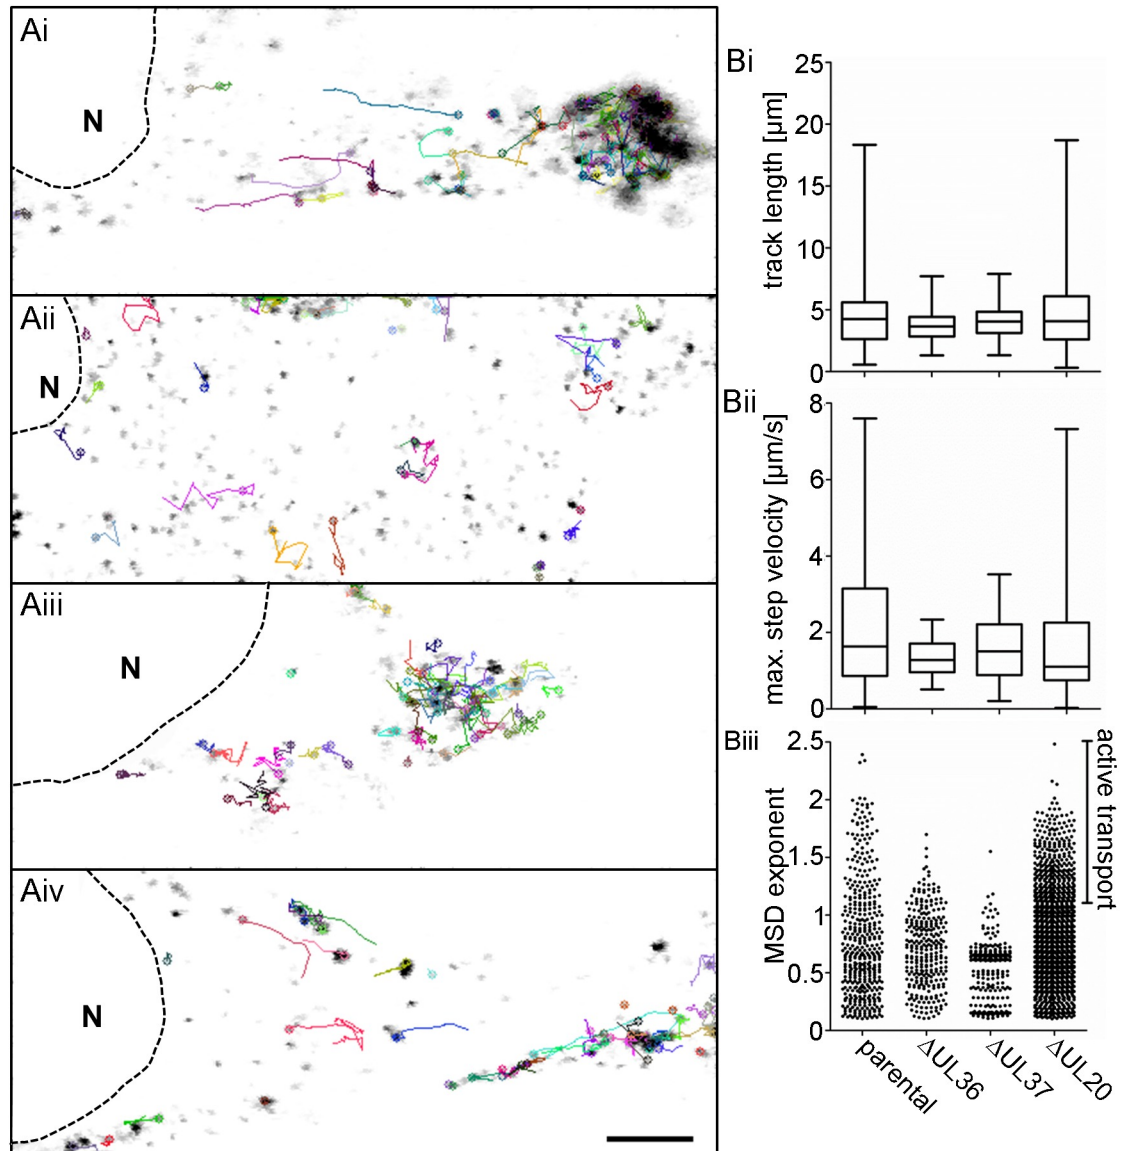 Ai
N
Aii
N
Aiii
N
Aiv
N
Bi
track length [µm]
25
20
15
10
5
0
Bii
max. step velocity [µm/s]
8
6
4
2
0
Biii
MSD exponent
2.5
2
1.5
1
0.5
0
active transport
parental
ΔUL36
ΔUL37
ΔUL20